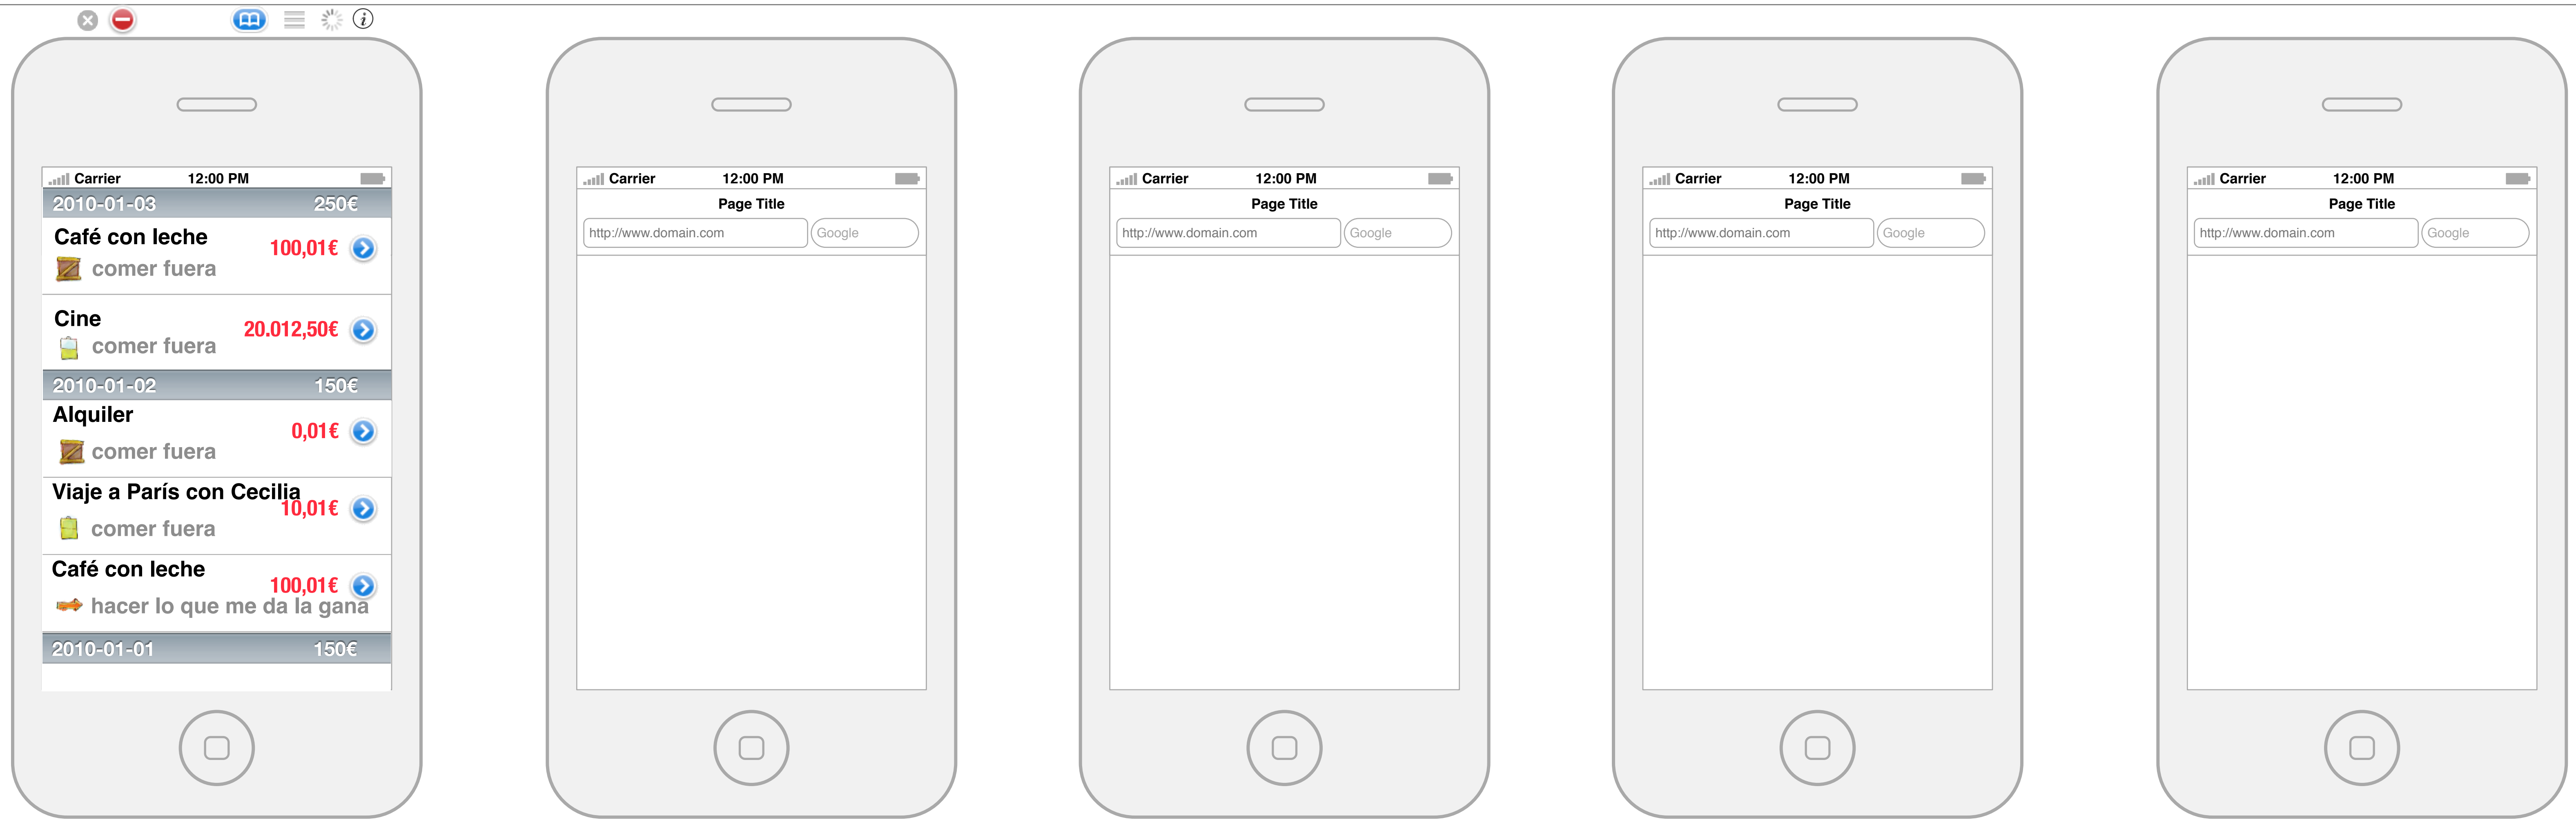 Carrier 12:00 PM
2010-01-03 250€
Café con leche
100,01€
comer fuera
Cine
20.012,50€
comer fuera
2010-01-02 150€
Alquiler
0,01€
comer fuera
Viaje a París con Cecilia
10,01€
comer fuera
Café con leche
100,01€
hacer lo que me da la gana
2010-01-01 150€
Carrier 12:00 PM
Page Title
http://www.domain.com Google
Carrier 12:00 PM
Page Title
http://www.domain.com Google
Carrier 12:00 PM
Page Title
http://www.domain.com Google
Carrier 12:00 PM
Page Title
http://www.domain.com Google